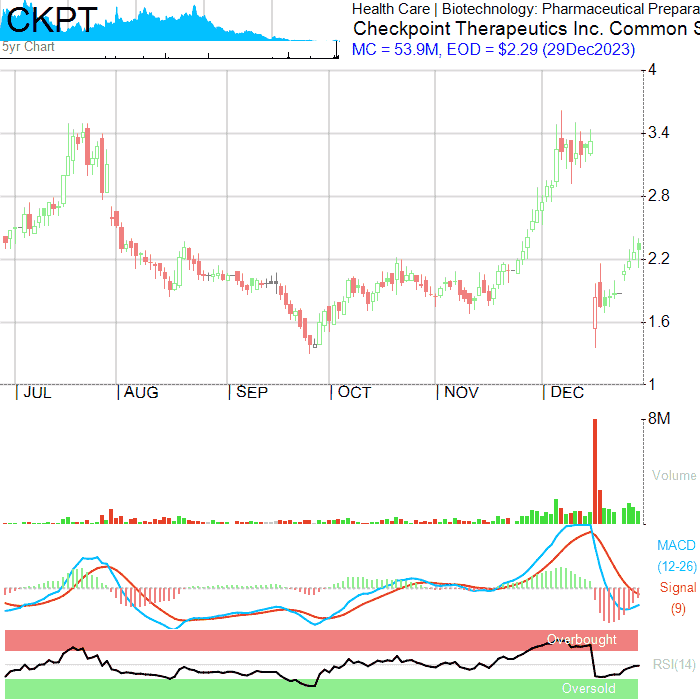 CKPT
5yr Chart
Health Care | Biotechnology: Pharmaceutical Prepara
Checkpoint Therapeutics Inc. Common S
MC = 53.9M, EOD = $2.29 (29Dec2023)
4
3.4
2.8
2.2
1.6
1
|JUL |AUG |SEP |OCT |NOV |DEC
8M
Volume
MACD
(12-26)
Signal
(9)
Overbought
RSI(14)
Oversold